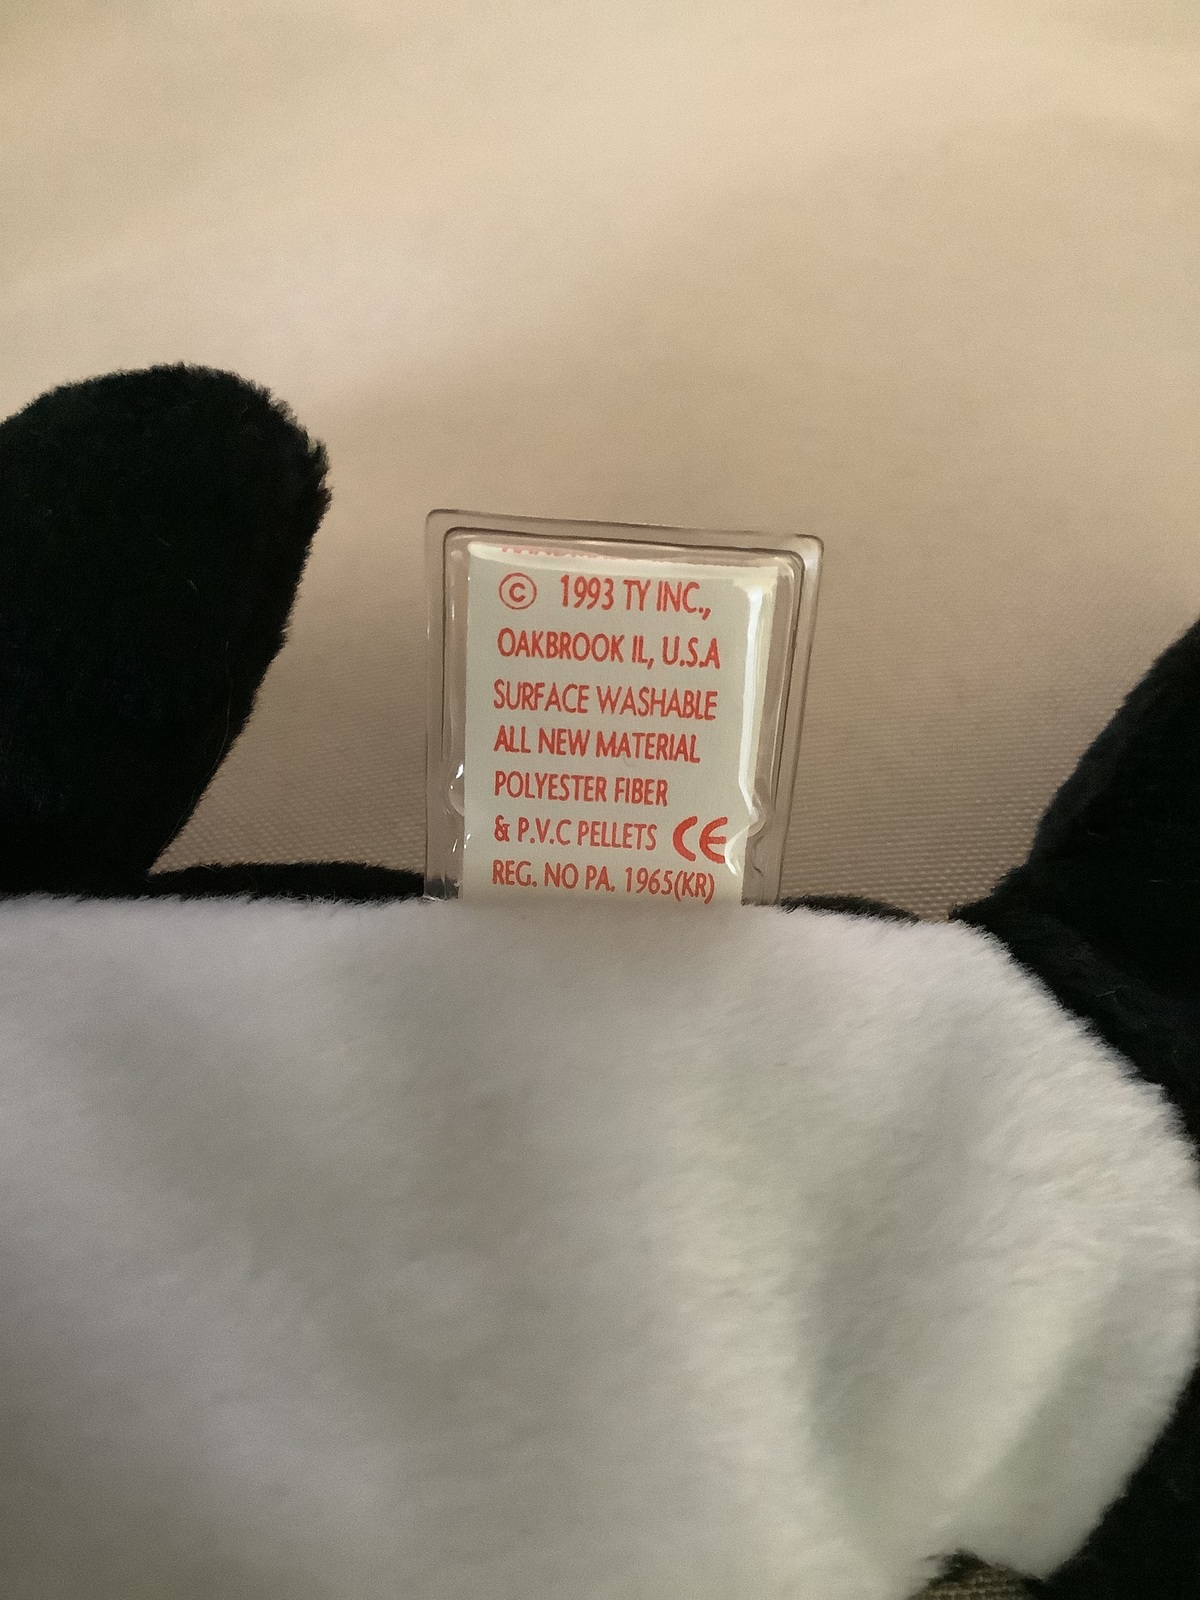 © 1993 TY INC.,
OAKBROOK IL, U.S.A
SURFACE WASHABLE
ALL NEW MATERIAL
POLYESTER FIBER
& P.V.C PELLETS CE
REG. NO PA. 1965(KR)